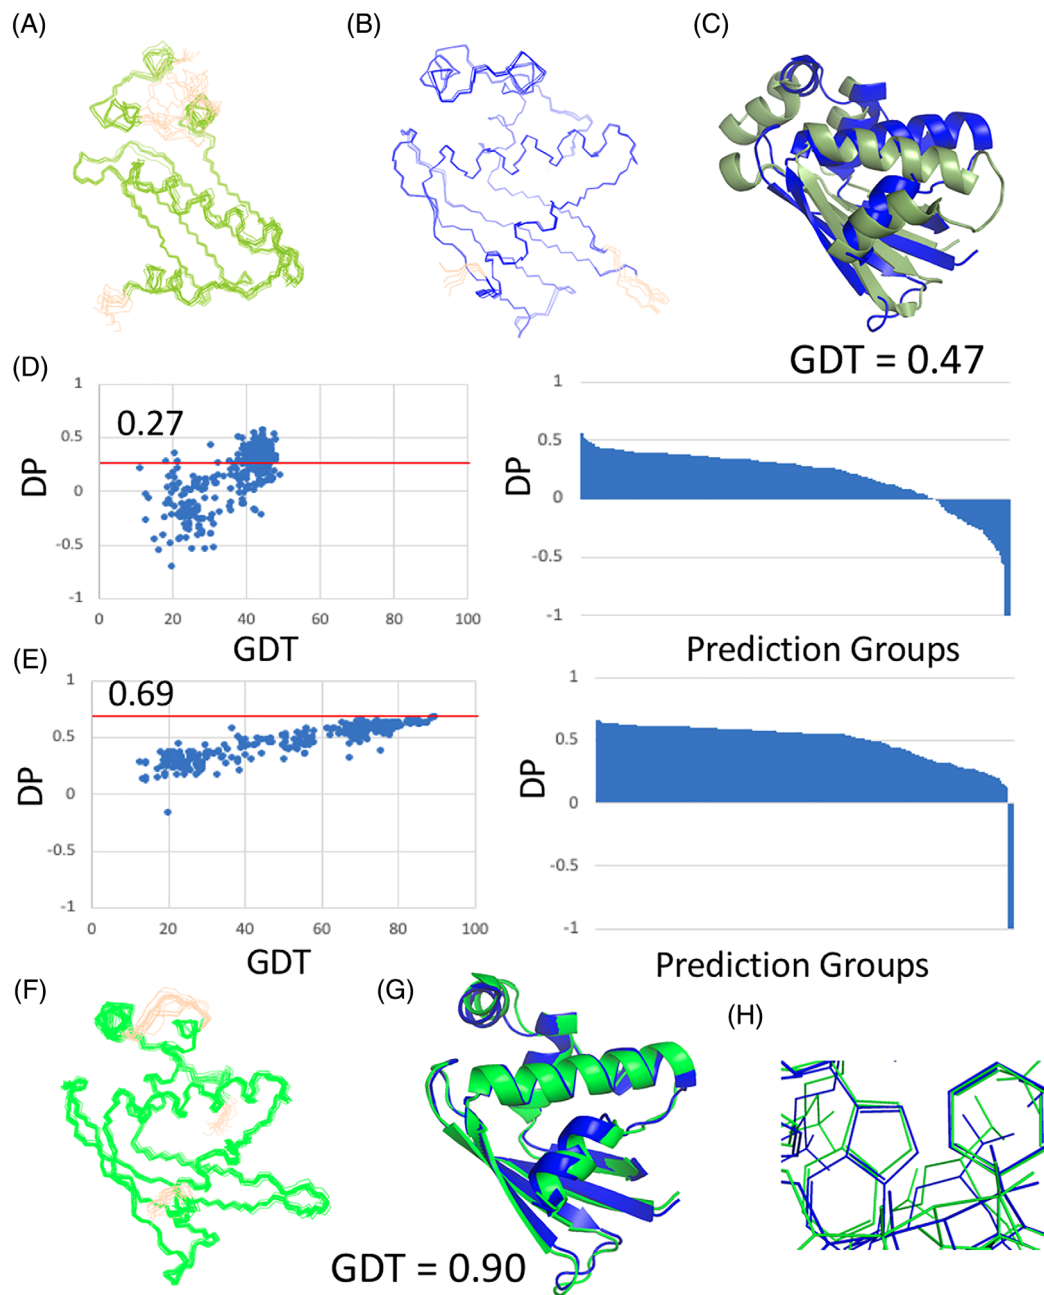 (A)
(B)
(C)
GDT = 0.47
(D)
1
0.5
0
-0.5
-1
DP
0.27
0
20
40
60
80
100
GDT
1
0.5
0
-0.5
-1
DP
Prediction Groups
(E)
1
0.5
0
-0.5
-1
DP
0.69
0
20
40
60
80
100
GDT
1
0.5
0
-0.5
-1
DP
Prediction Groups
(F)
(G)
(H)
GDT = 0.90